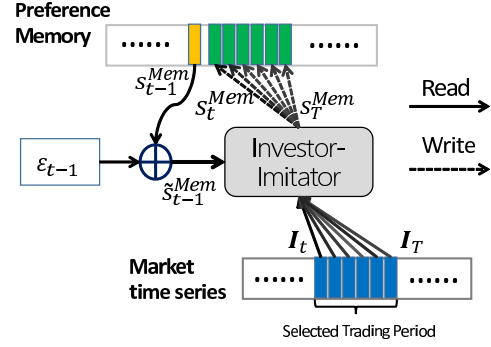 Preference
Memory
...... ......
s_{t-1}^{Mem} s_t^{Mem} s_T^{Mem}
Read
Write
ε_{t-1}
s̃_{t-1}^{Mem}
Investor-
Imitator
I_t I_T
Market
time series
...... ......
Selected Trading Period